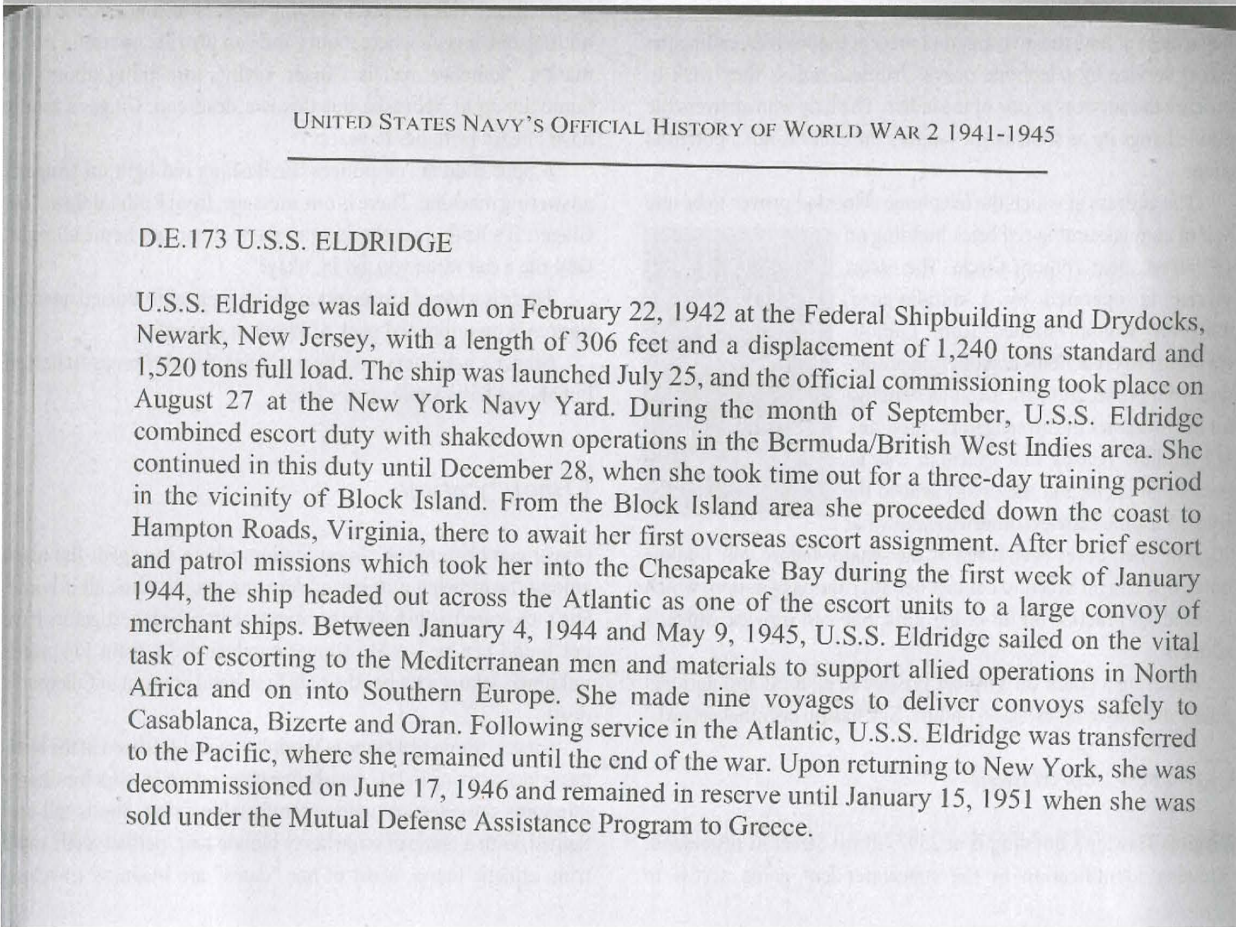 UNITED STATES NAVY'S OFFICIAL HISTORY OF WORLD WAR 2 1941-1945
D.E.173 U.S.S. ELDRIDGE
U.S.S. Eldridge was laid down on February 22, 1942 at the Federal Shipbuilding and Drydocks,
Newark, New Jersey, with a length of 306 feet and a displacement of 1,240 tons standard and
1,520 tons full load. The ship was launched July 25, and the official commissioning took place on
August 27 at the New York Navy Yard. During the month of September, U.S.S. Eldridge
combined escort duty with shakedown operations in the Bermuda/British West Indies area. She
continued in this duty until December 28, when she took time out for a three-day training period
in the vicinity of Block Island. From the Block Island area she proceeded down the coast to
Hampton Roads, Virginia, there to await her first overseas escort assignment. After brief escort
and patrol missions which took her into the Chesapeake Bay during the first week of January
1944, the ship headed out across the Atlantic as one of the escort units to a large convoy of
merchant ships. Between January 4, 1944 and May 9, 1945, U.S.S. Eldridge sailed on the vital
task of escorting to the Mediterranean men and materials to support allied operations in North
Africa and on into Southern Europe. She made nine voyages to deliver convoys safely to
Casablanca, Bizerte and Oran. Following service in the Atlantic, U.S.S. Eldridge was transferred
to the Pacific, where she remained until the end of the war. Upon returning to New York, she was
decommissioned on June 17, 1946 and remained in reserve until January 15, 1951 when she was
sold under the Mutual Defense Assistance Program to Greece.